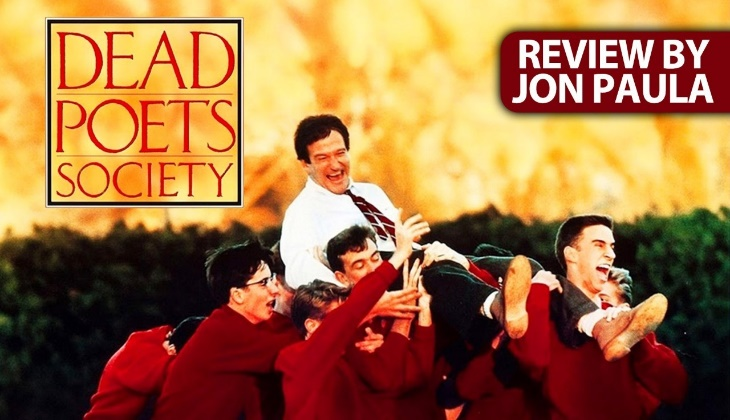 DEAD
POETS
SOCIETY
REVIEW BY
JON PAULA